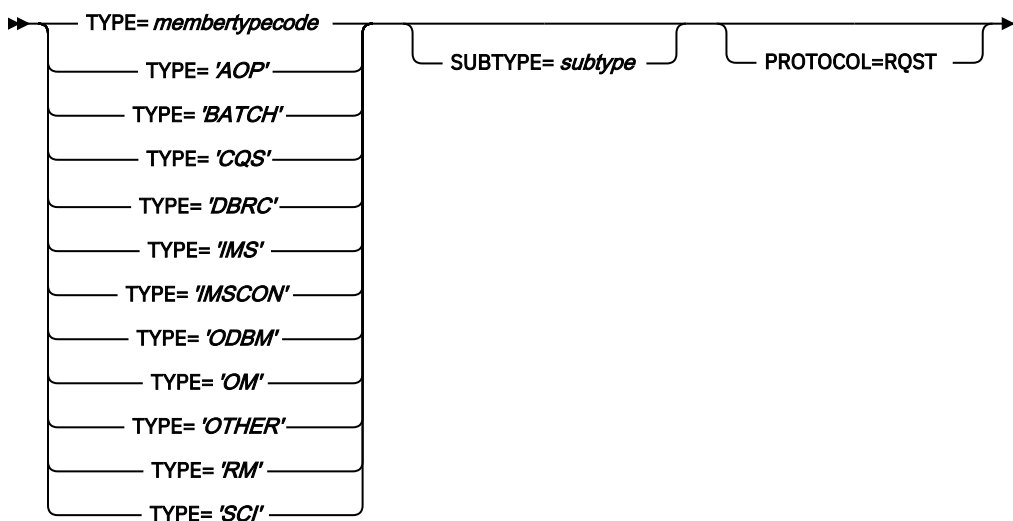 TYPE= membertypecode
SUBTYPE= subtype
PROTOCOL=RQST
TYPE= 'AOP'
TYPE= 'BATCH'
TYPE= 'CQS'
TYPE= 'DBRC'
TYPE= 'IMS'
TYPE= 'IMSCON'
TYPE= 'ODBM'
TYPE= 'OM'
TYPE= 'OTHER'
TYPE= 'RM'
TYPE= 'SCI'